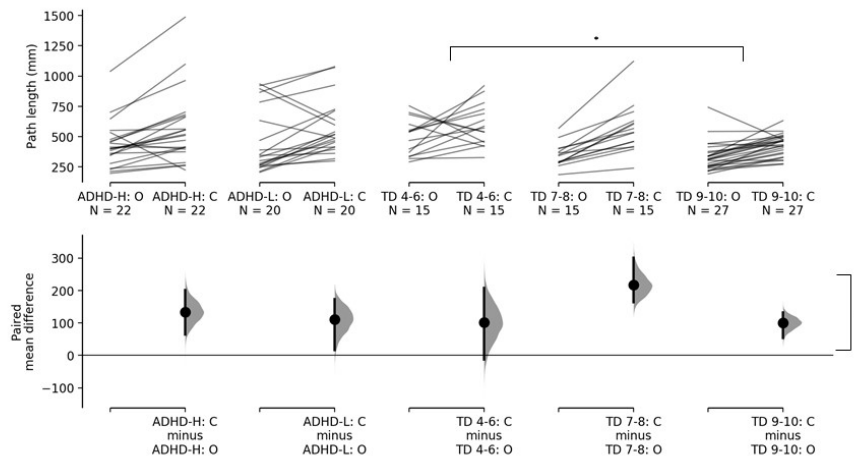 1500
1250
1000
750
500
250
Path length (mm)
*
ADHD-H: O
N = 22
ADHD-H: C
N = 22
ADHD-L: O
N = 20
ADHD-L: C
N = 20
TD 4-6: O
N = 15
TD 4-6: C
N = 15
TD 7-8: O
N = 15
TD 7-8: C
N = 15
TD 9-10: O
N = 27
TD 9-10: C
N = 27
300
200
100
0
−100
Paired
mean difference
ADHD-H: C
minus
ADHD-H: O
ADHD-L: C
minus
ADHD-L: O
TD 4-6: C
minus
TD 4-6: O
TD 7-8: C
minus
TD 7-8: O
TD 9-10: C
minus
TD 9-10: O